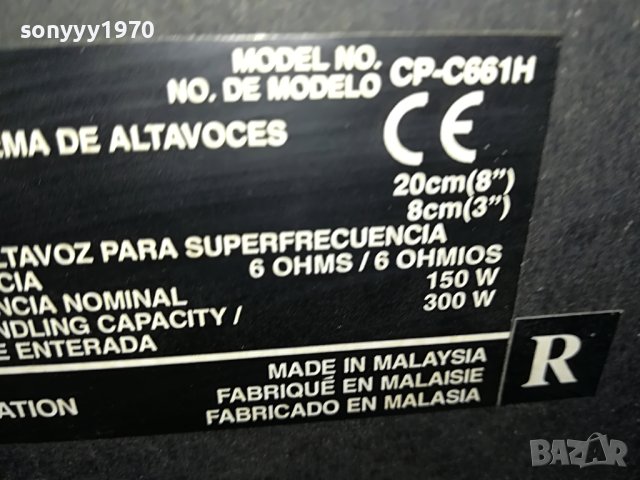 sonyyy1970
MODEL NO.
NO. DE MODELO CP-C661H
EMA DE ALTAVOCES
CE
20cm(8")
8cm(3")
LTAVOZ PARA SUPERFRECUENCIA
CIA 6 OHMS / 6 OHMIOS
ENCIA NOMINAL 150 W
NDLING CAPACITY / 300 W
E ENTERADA
MADE IN MALAYSIA
FABRIQUÉ EN MALAISIE
ATION FABRICADO EN MALASIA
R
BAZAR